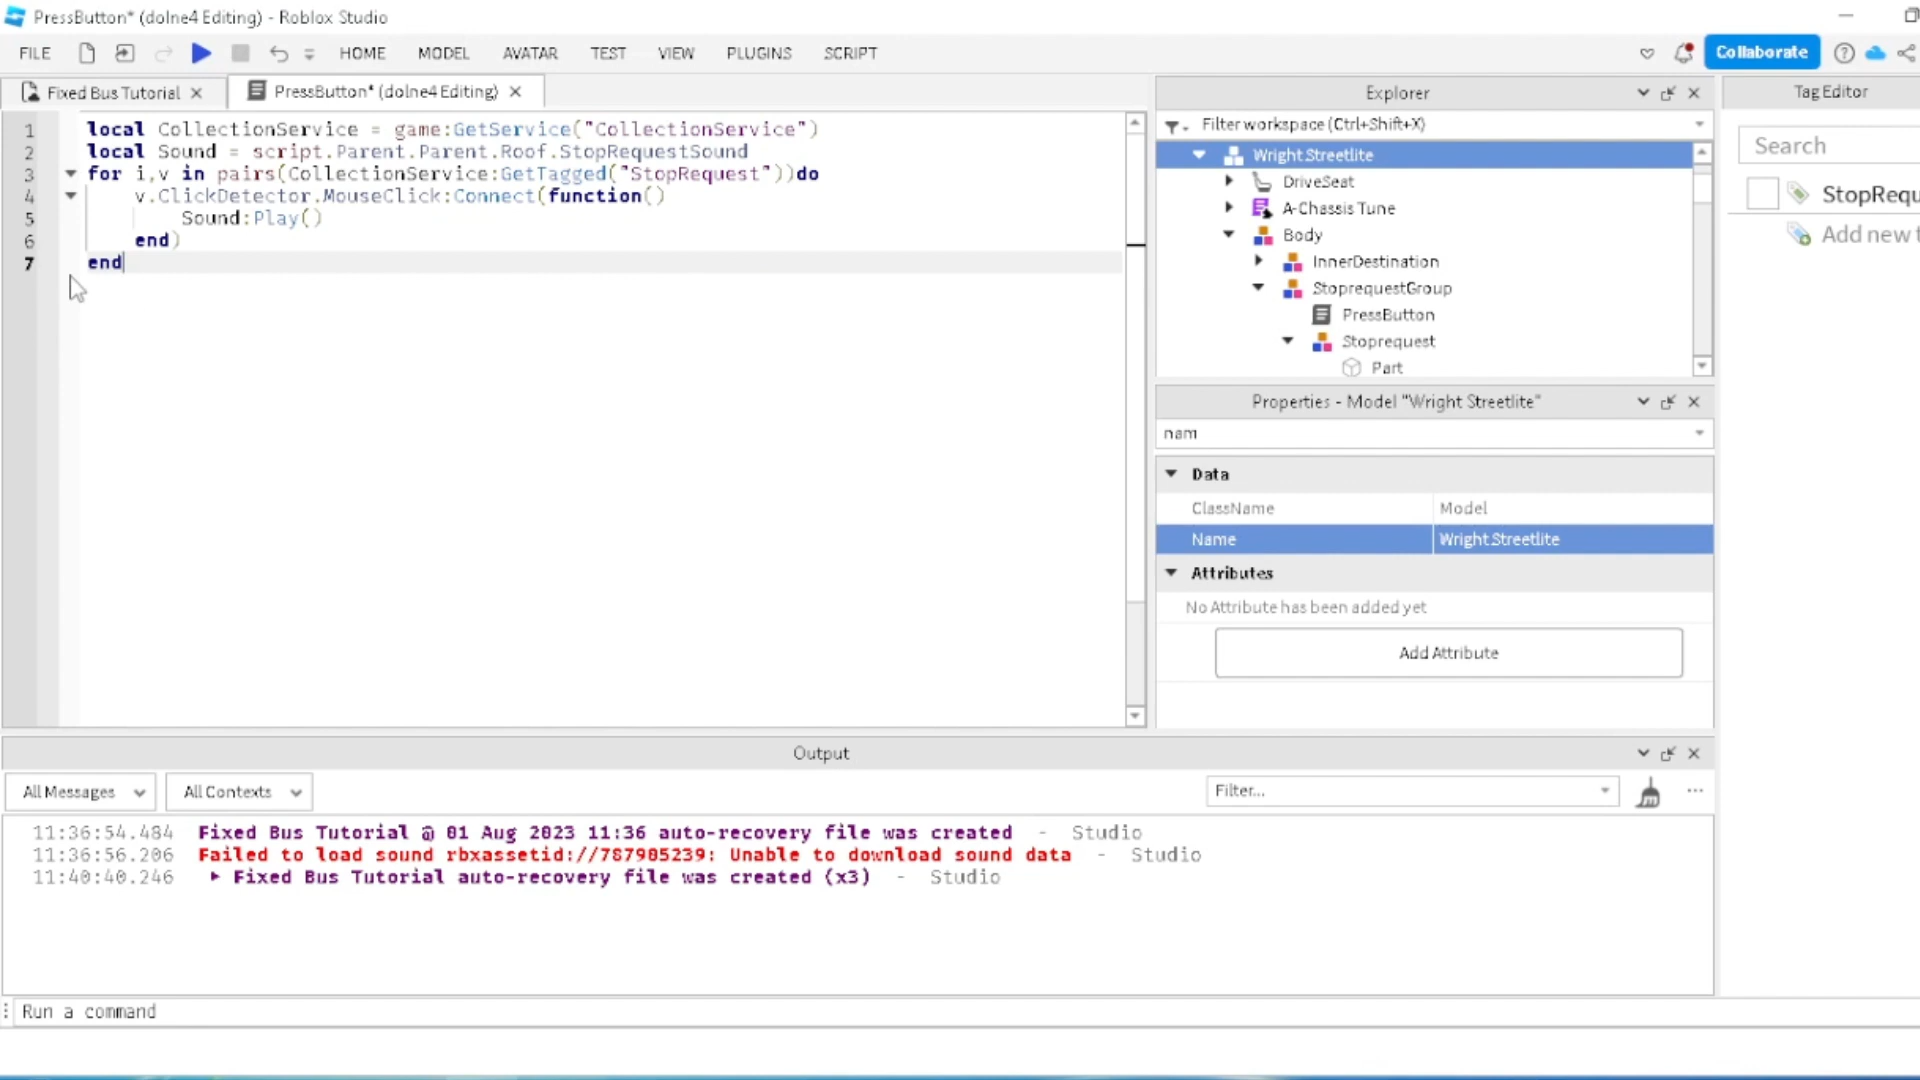 PressButton* (dolne4 Editing) - Roblox Studio
FILE HOME MODEL AVATAR TEST VIEW PLUGINS SCRIPT Collaborate
Fixed Bus Tutorial PressButton* (dolne4 Editing)
1 local CollectionService = game:GetService("CollectionService")
2 local Sound = script.Parent.Parent.Roof.StopRequestSound
3 for i,v in pairs(CollectionService:GetTagged("StopRequest"))do
4 v.ClickDetector.MouseClick:Connect(function()
5 Sound:Play()
6 end)
7 end
Explorer
Filter workspace (Ctrl+Shift+X)
Wright Streetlite
DriveSeat
A-Chassis Tune
Body
InnerDestination
StoprequestGroup
PressButton
Stoprequest
Part
Properties - Model "Wright Streetlite"
nam
Data
ClassName Model
Name Wright Streetlite
Attributes
No Attribute has been added yet
Add Attribute
Tag Editor
Search
StopRequ
Add new t
Output
All Messages All Contexts Filter...
11:36:54.484 Fixed Bus Tutorial @ 01 Aug 2023 11:36 auto-recovery file was created - Studio
11:36:56.206 Failed to load sound rbxassetid://787905239: Unable to download sound data - Studio
11:40:40.246 Fixed Bus Tutorial auto-recovery file was created (x3) - Studio
Run a command